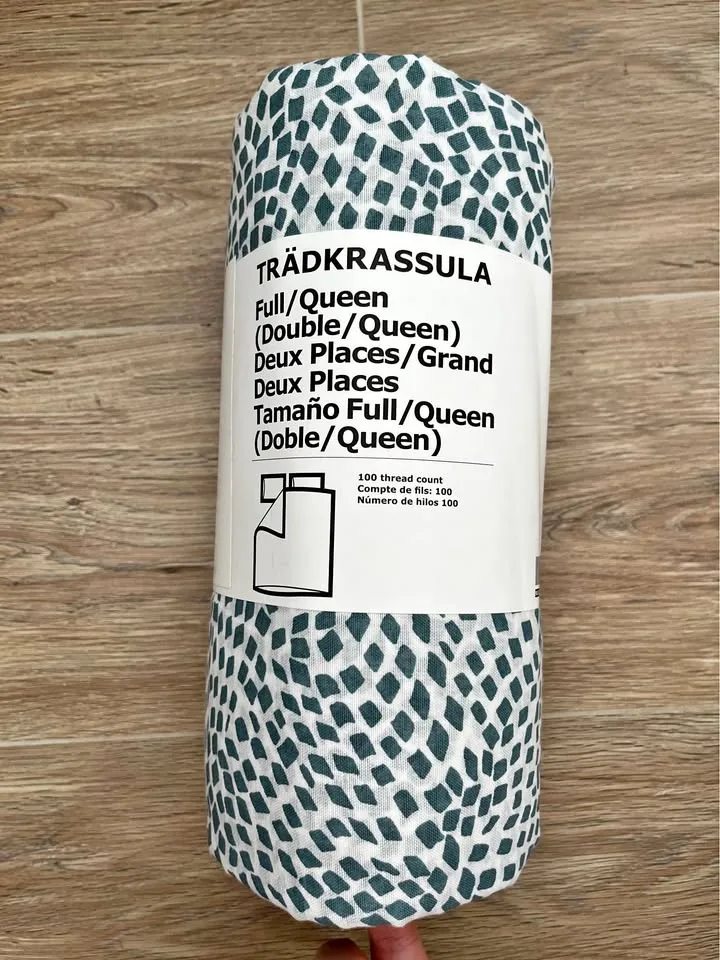 TRÄDKRASSULA
Full/Queen
(Double/Queen)
Deux Places/Grand
Deux Places
Tamaño Full/Queen
(Doble/Queen)
100 thread count
Compte de fils: 100
Número de hilos 100